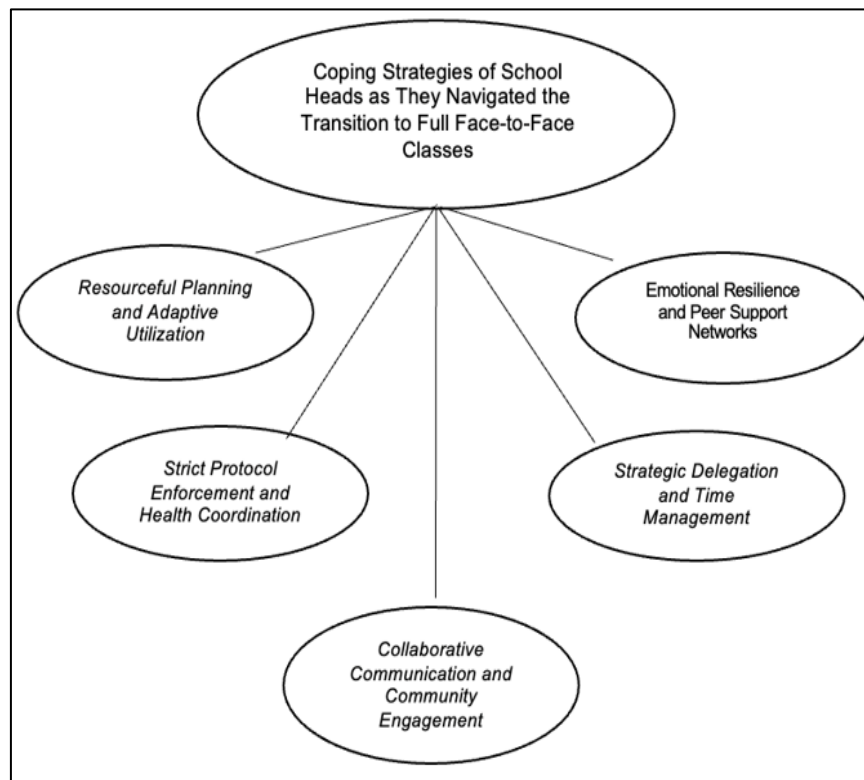 Coping Strategies of School
Heads as They Navigated the
Transition to Full Face-to-Face
Classes
Resourceful Planning
and Adaptive
Utilization
Emotional Resilience
and Peer Support
Networks
Strict Protocol
Enforcement and
Health Coordination
Strategic Delegation
and Time
Management
Collaborative
Communication and
Community
Engagement